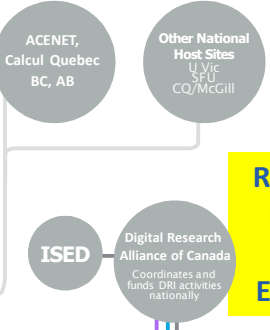 ACENET,
Calcul Quebec
BC, AB
Other National
Host Sites
U Vic
SFU
CQ/McGill
R
E
ISED
Digital Research
Alliance of Canada
Coordinates and
funds DRI activities
nationally